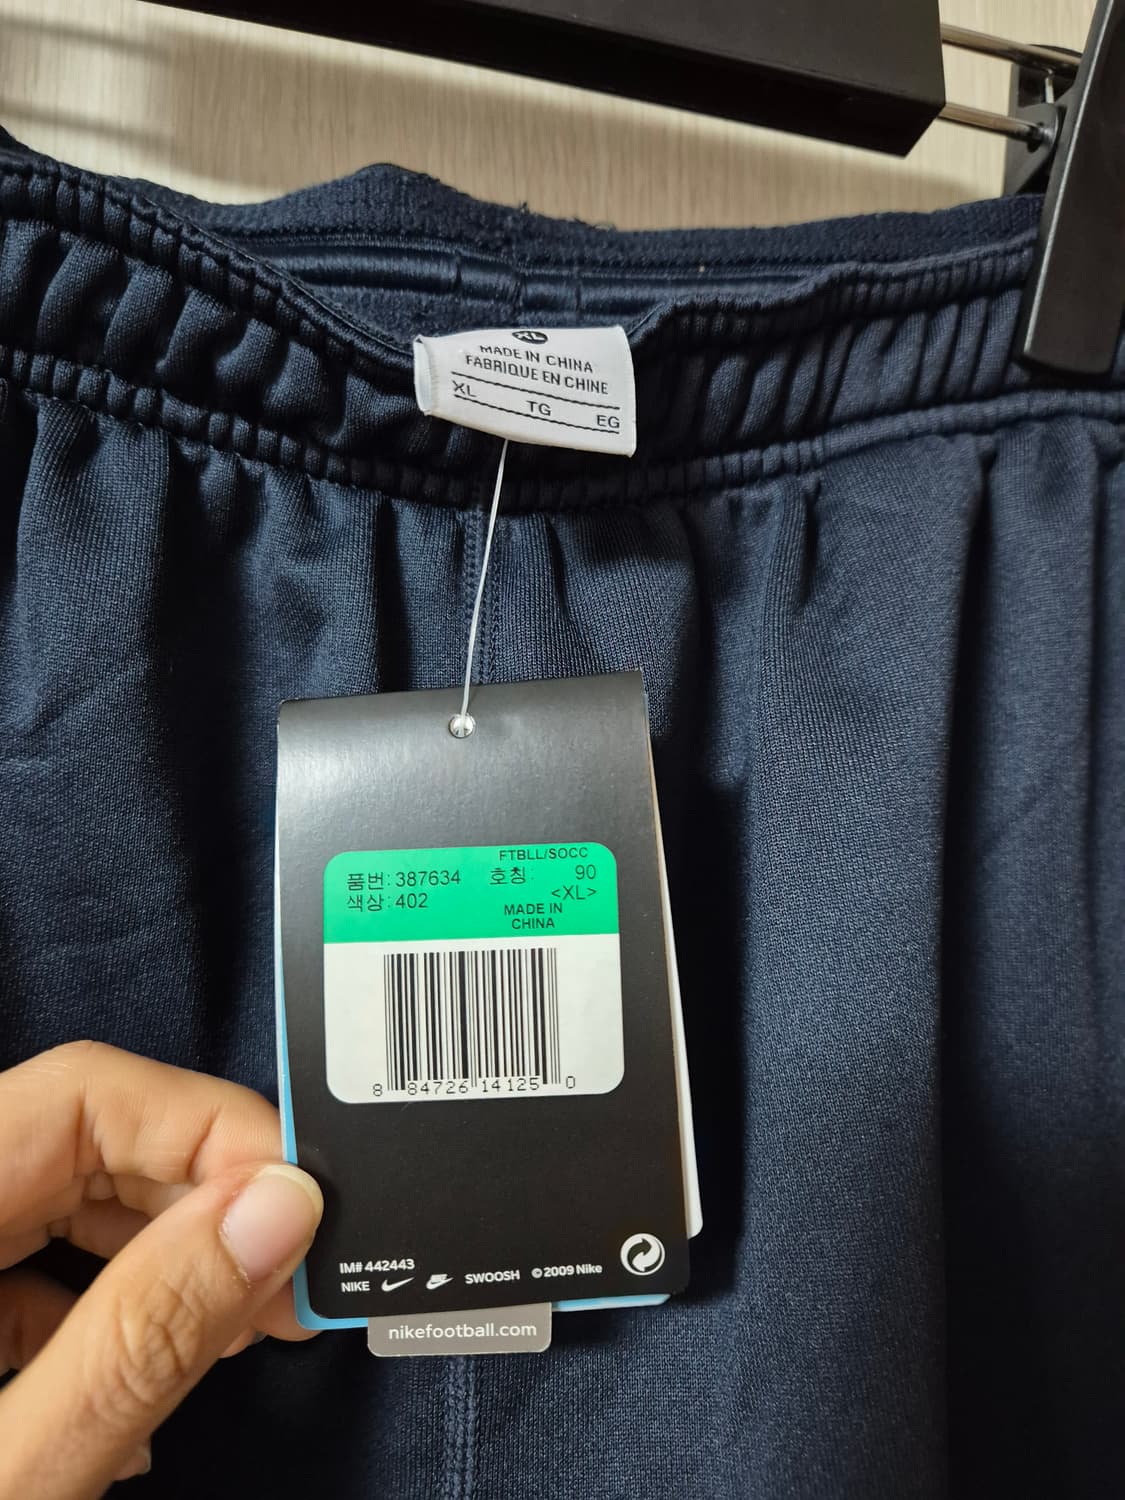 XL
MADE IN CHINA
FABRIQUE EN CHINE
XL TG EG
FTBLL/SOCC
품번: 387634 호칭: 90
색상: 402 <XL>
MADE IN
CHINA
8 84726 14125 0
IM# 442443
NIKE SWOOSH © 2009 Nike
nikefootball.com